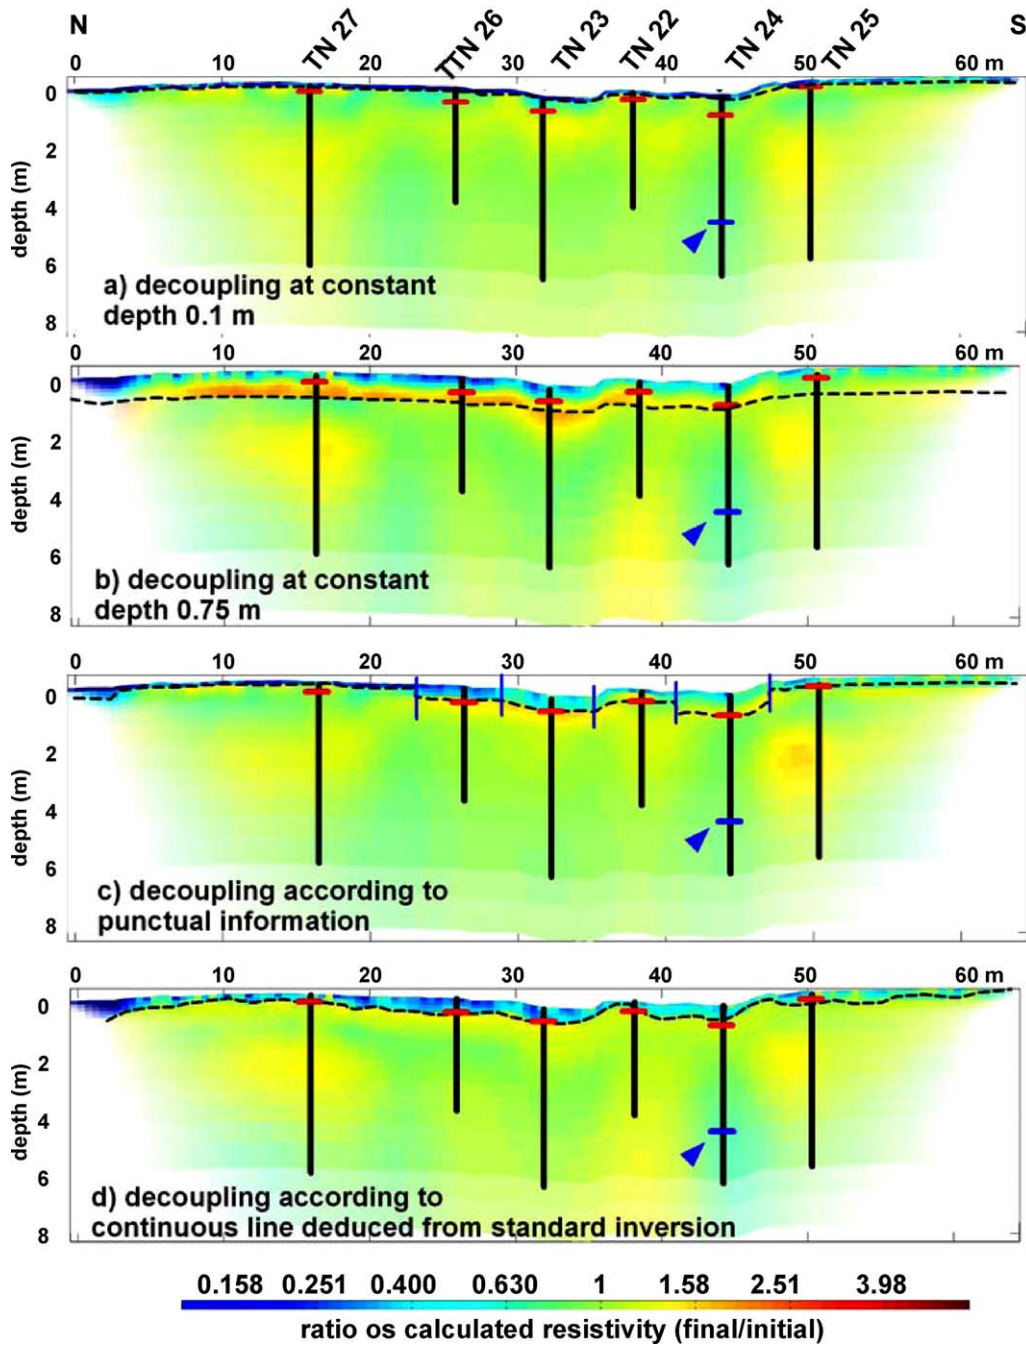 N TN 27 TTN 26 TN 23 TN 22 TN 24 TN 25 S
0 10 20 30 40 50 60 m
0
2
4
6
8
depth (m)
a) decoupling at constant
depth 0.1 m
0 10 20 30 40 50 60 m
0
2
4
6
8
depth (m)
b) decoupling at constant
depth 0.75 m
0 10 20 30 40 50 60 m
0
2
4
6
8
depth (m)
c) decoupling according to
punctual information
0 10 20 30 40 50 60 m
0
2
4
6
8
depth (m)
d) decoupling according to
continuous line deduced from standard inversion
0.158 0.251 0.400 0.630 1 1.58 2.51 3.98
ratio os calculated resistivity (final/initial)